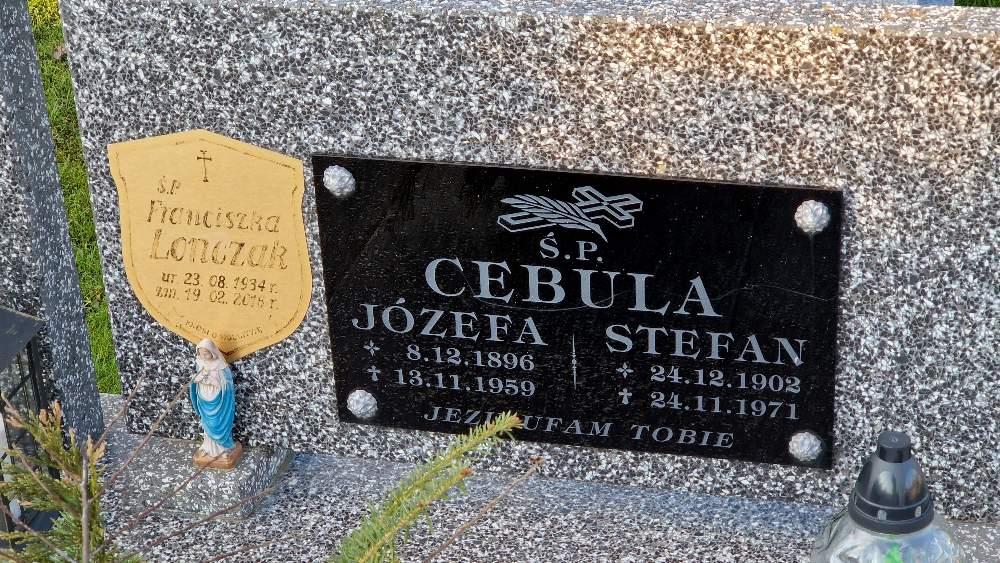 Ś.P.
Franciszka
Lonczak
ur. 23. 08. 1934 r.
zm. 19. 02. 2016 r.
Ś.P.
CEBULA
JÓZEFA
8.12.1896
13.11.1959
STEFAN
24.12.1902
24.11.1971
UFAM TOBIE